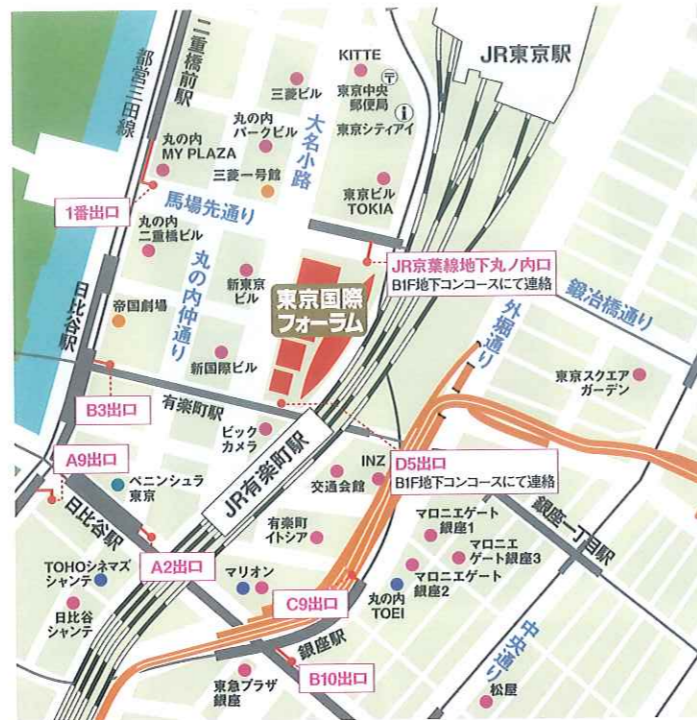 二重橋前駅
都営三田線
KITTE
JR東京駅
三菱ビル
東京中央
郵便局
〒
i
東京シティアイ
丸の内
パークビル
大名小路
丸の内
MY PLAZA
三菱一号館
東京ビル
TOKIA
1番出口
馬場先通り
丸の内
二重橋ビル
丸の内仲通り
新東京
ビル
JR京葉線地下丸ノ内口
B1F地下コンコースにて連絡
東京国際
フォーラム
外堀通り
鍛冶橋通り
日比谷駅
帝国劇場
新国際ビル
東京スクエア
ガーデン
B3出口
有楽町駅
ビック
カメラ
JR有楽町駅
A9出口
ペニンシュラ
東京
INZ
交通会館
D5出口
B1F地下コンコースにて連絡
日比谷駅
有楽町
イトシア
マロニエゲート
銀座1
銀座一丁目駅
マロニエ
ゲート銀座3
マロニエゲート
銀座2
TOHOシネマズ
シャンテ
A2出口
マリオン
C9出口
丸の内
TOEI
日比谷
シャンテ
銀座駅
中央通り
東急プラザ
銀座
B10出口
松屋